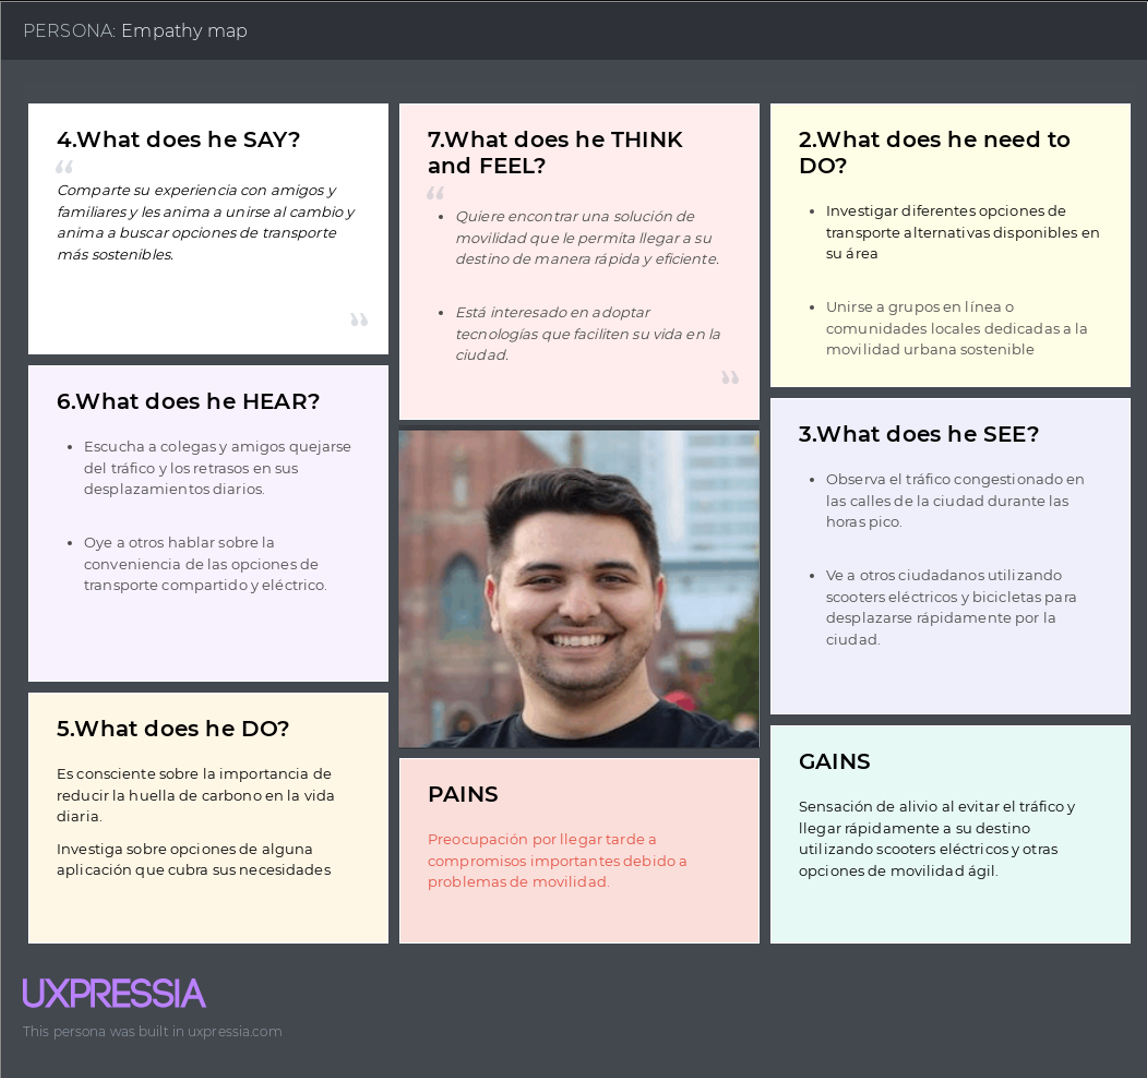 PERSONA: Empathy map
4.What does he SAY?
“
Comparte su experiencia con amigos y
familiares y les anima a unirse al cambio y
anima a buscar opciones de transporte
más sostenibles.
”
6.What does he HEAR?
• Escucha a colegas y amigos quejarse
del tráfico y los retrasos en sus
desplazamientos diarios.
• Oye a otros hablar sobre la
conveniencia de las opciones de
transporte compartido y eléctrico.
5.What does he DO?
Es consciente sobre la importancia de
reducir la huella de carbono en la vida
diaria.
Investiga sobre opciones de alguna
aplicación que cubra sus necesidades
7.What does he THINK
and FEEL?
“
• Quiere encontrar una solución de
movilidad que le permita llegar a su
destino de manera rápida y eficiente.
• Está interesado en adoptar
tecnologías que faciliten su vida en la
ciudad.
”
PAINS
Preocupación por llegar tarde a
compromisos importantes debido a
problemas de movilidad.
2.What does he need to
DO?
• Investigar diferentes opciones de
transporte alternativas disponibles en
su área
• Unirse a grupos en línea o
comunidades locales dedicadas a la
movilidad urbana sostenible
3.What does he SEE?
• Observa el tráfico congestionado en
las calles de la ciudad durante las
horas pico.
• Ve a otros ciudadanos utilizando
scooters eléctricos y bicicletas para
desplazarse rápidamente por la
ciudad.
GAINS
Sensación de alivio al evitar el tráfico y
llegar rápidamente a su destino
utilizando scooters eléctricos y otras
opciones de movilidad ágil.
UXPRESSIA
This persona was built in uxpressia.com